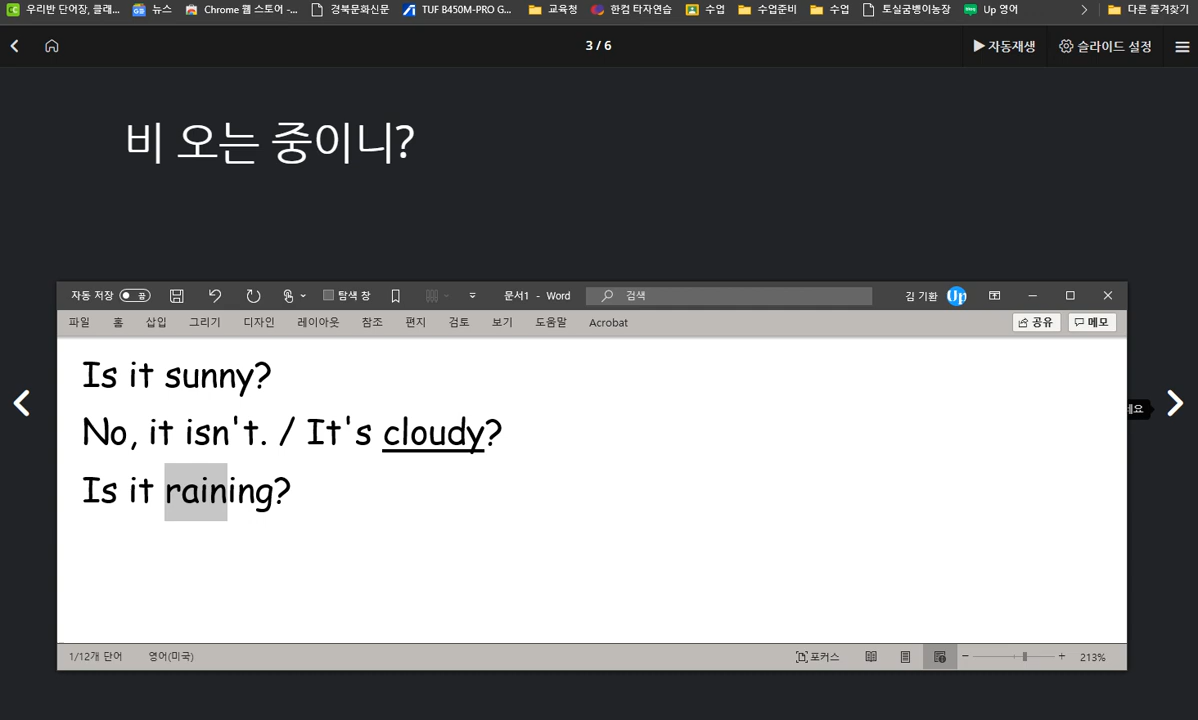 우리반 단어장, 클래... 뉴스 Chrome 웹 스토어 -... 경북문화신문 TUF B450M-PRO G... 교육청 한컴 타자연습 수업 수업준비 수업 토실굼벵이농장 Up 영어 다른 즐겨찾기
3 / 6 자동재생 슬라이드 설정
비 오는 중이니?
자동 저장 끔 탐색 창 문서1 - Word 검색 김 기환 Up
파일 홈 삽입 그리기 디자인 레이아웃 참조 편지 검토 보기 도움말 Acrobat 공유 메모
Is it sunny?
No, it isn't. / It's cloudy?
Is it raining?
1/12개 단어 영어(미국) 포커스 213%